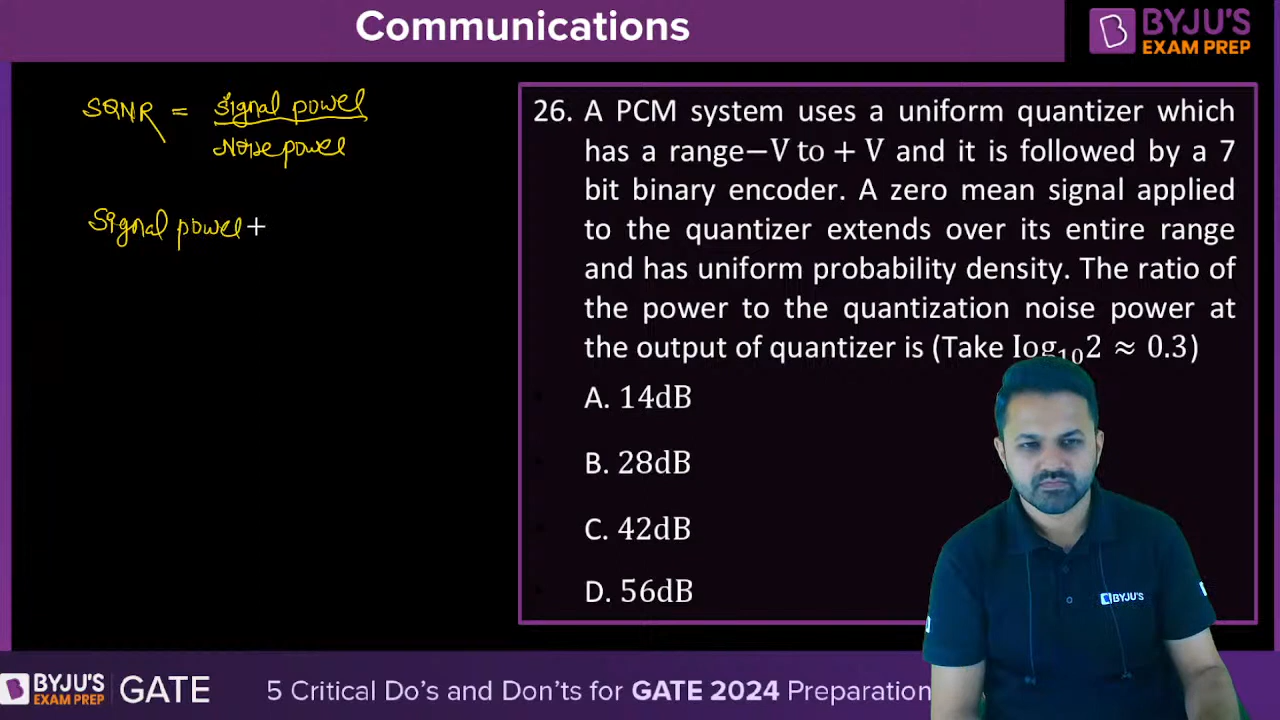 Communications
BYJU'S
EXAM PREP
SQNR = Signal power
Noise power
Signal power
26. A PCM system uses a uniform quantizer which
has a range−V to + V and it is followed by a 7
bit binary encoder. A zero mean signal applied
to the quantizer extends over its entire range
and has uniform probability density. The ratio of
the power to the quantization noise power at
the output of quantizer is (Take log₁₀2 ≈ 0.3)
A. 14dB
B. 28dB
C. 42dB
D. 56dB
BYJU'S
BYJU'S
EXAM PREP
GATE
5 Critical Do's and Don'ts for GATE 2024 Preparation